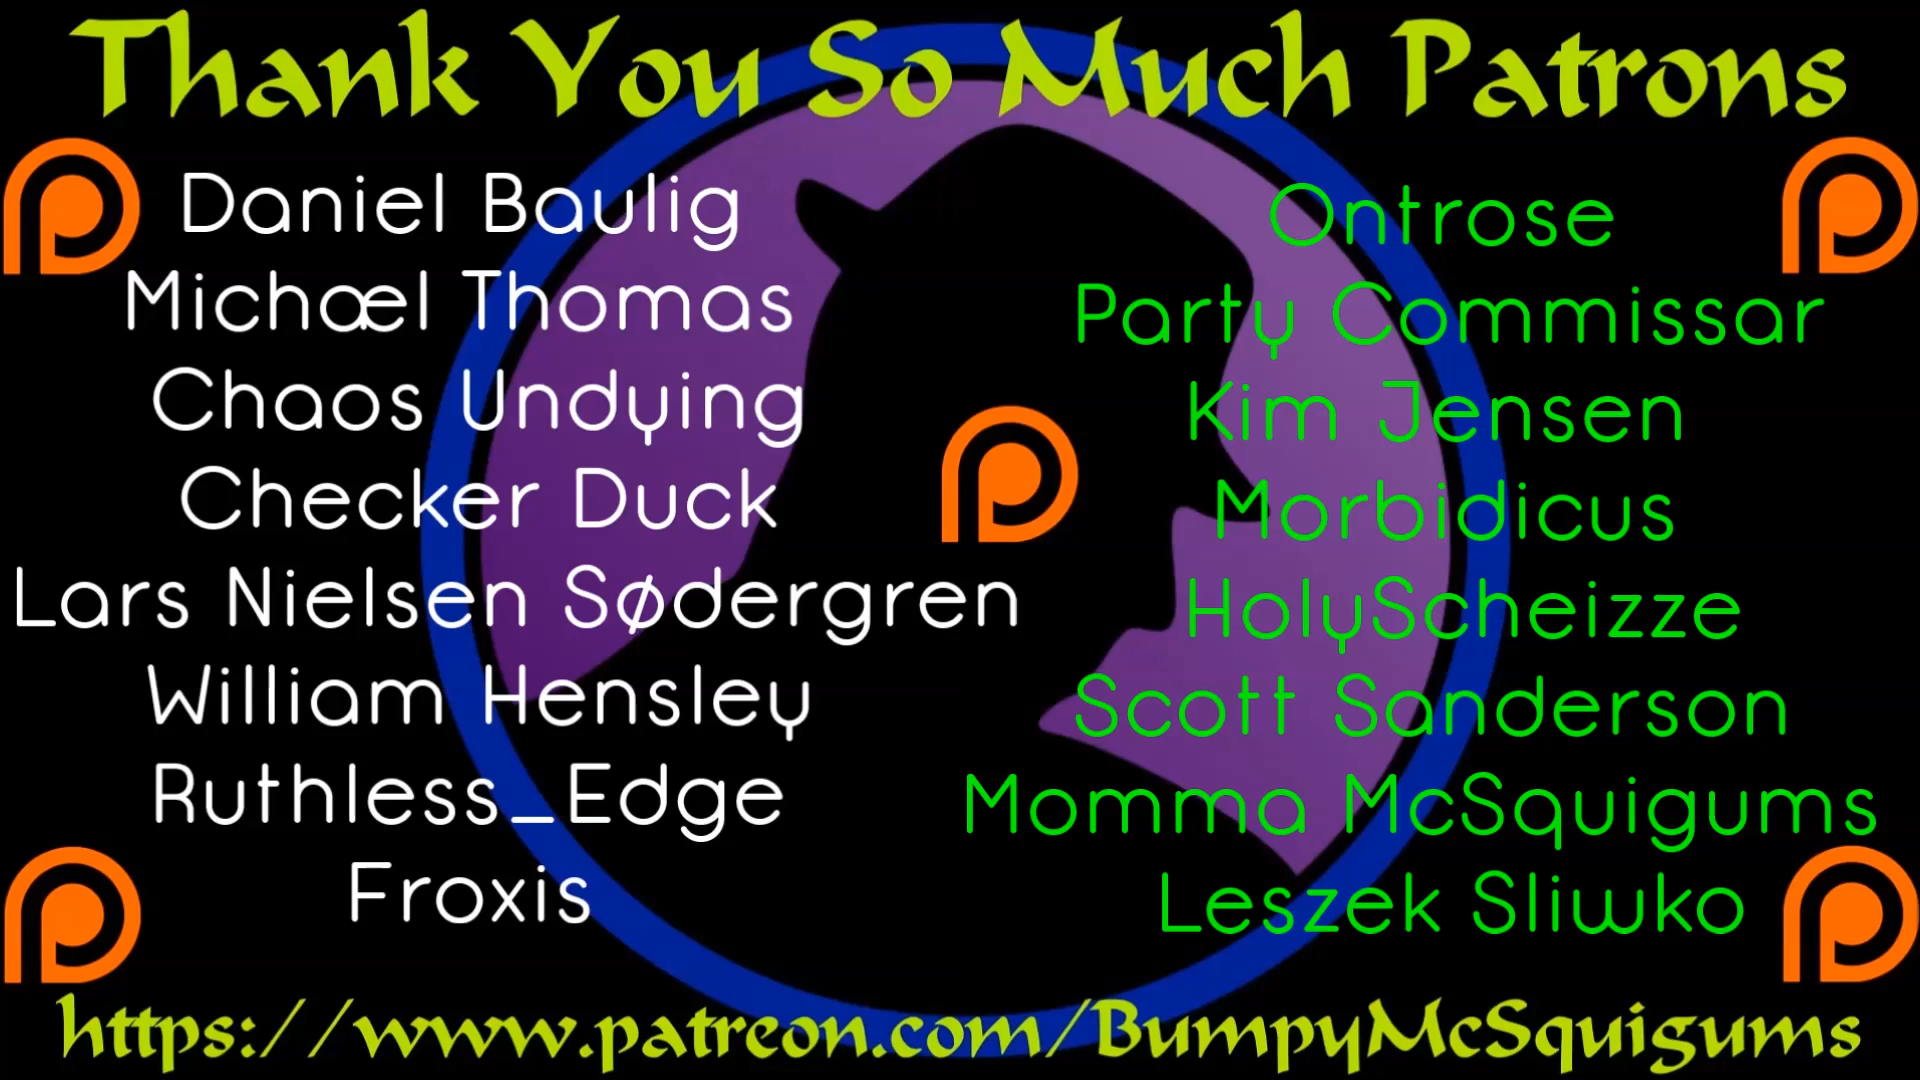 Thank You So Much Patrons
Daniel Baulig
Michael Thomas
Chaos Undying
Checker Duck
Lars Nielsen Sødergren
William Hensley
Ruthless_Edge
Froxis
Ontrose
Party Commissar
Kim Jensen
Morbidicus
HolyScheizze
Scott Sanderson
Momma McSquigums
Leszek Sliwko
https://www.patreon.com/BumpyMcSquigums